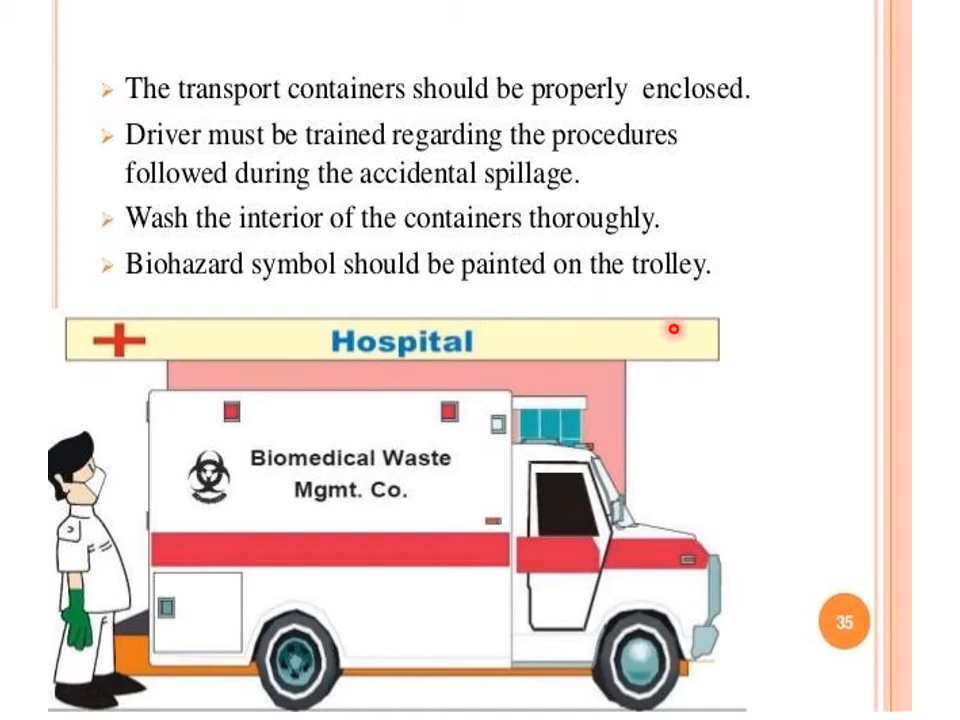 The transport containers should be properly enclosed.
Driver must be trained regarding the procedures
followed during the accidental spillage.
Wash the interior of the containers thoroughly.
Biohazard symbol should be painted on the trolley.
Hospital
Biomedical Waste
Mgmt. Co.
35